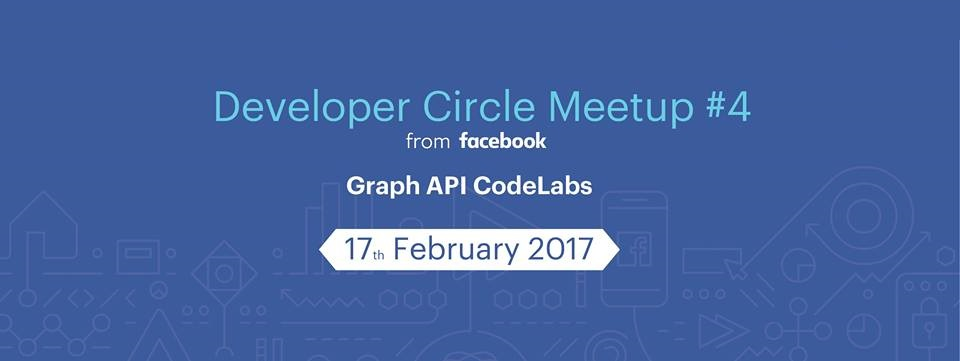 Developer Circle Meetup #4
from facebook
Graph API CodeLabs
17th February 2017